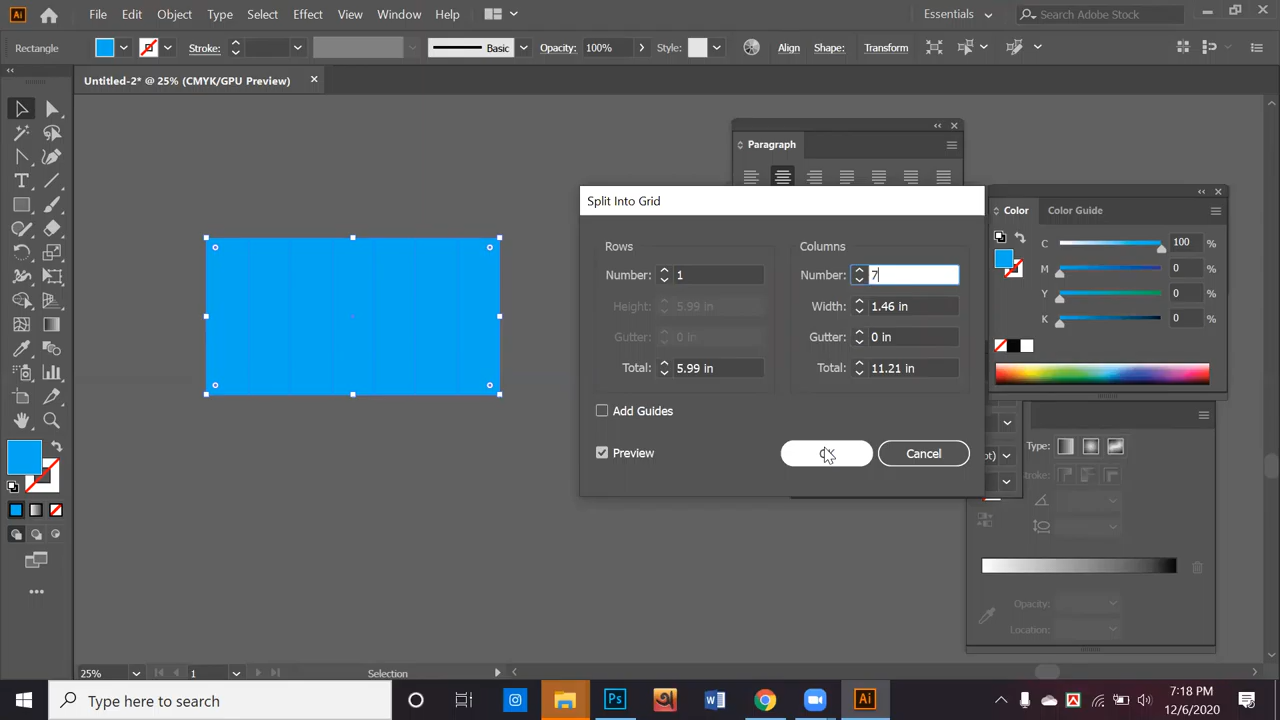 Ai File Edit Object Type Select Effect View Window Help Essentials Search Adobe Stock
Rectangle Stroke: Basic Opacity: 100% Style: Align Shape: Transform
Untitled-2* @ 25% (CMYK/GPU Preview)
Paragraph
Split Into Grid
Rows
Number: 1
Height: 5.99 in
Gutter: 0 in
Total: 5.99 in
Columns
Number: 7
Width: 1.46 in
Gutter: 0 in
Total: 11.21 in
Add Guides
Preview
Cancel
Color Color Guide
C 100 %
M 0 %
Y 0 %
K 0 %
Type:
Stroke:
Opacity:
Location:
25% 1 Selection
Type here to search
Ps
Ai
7:18 PM
12/6/2020